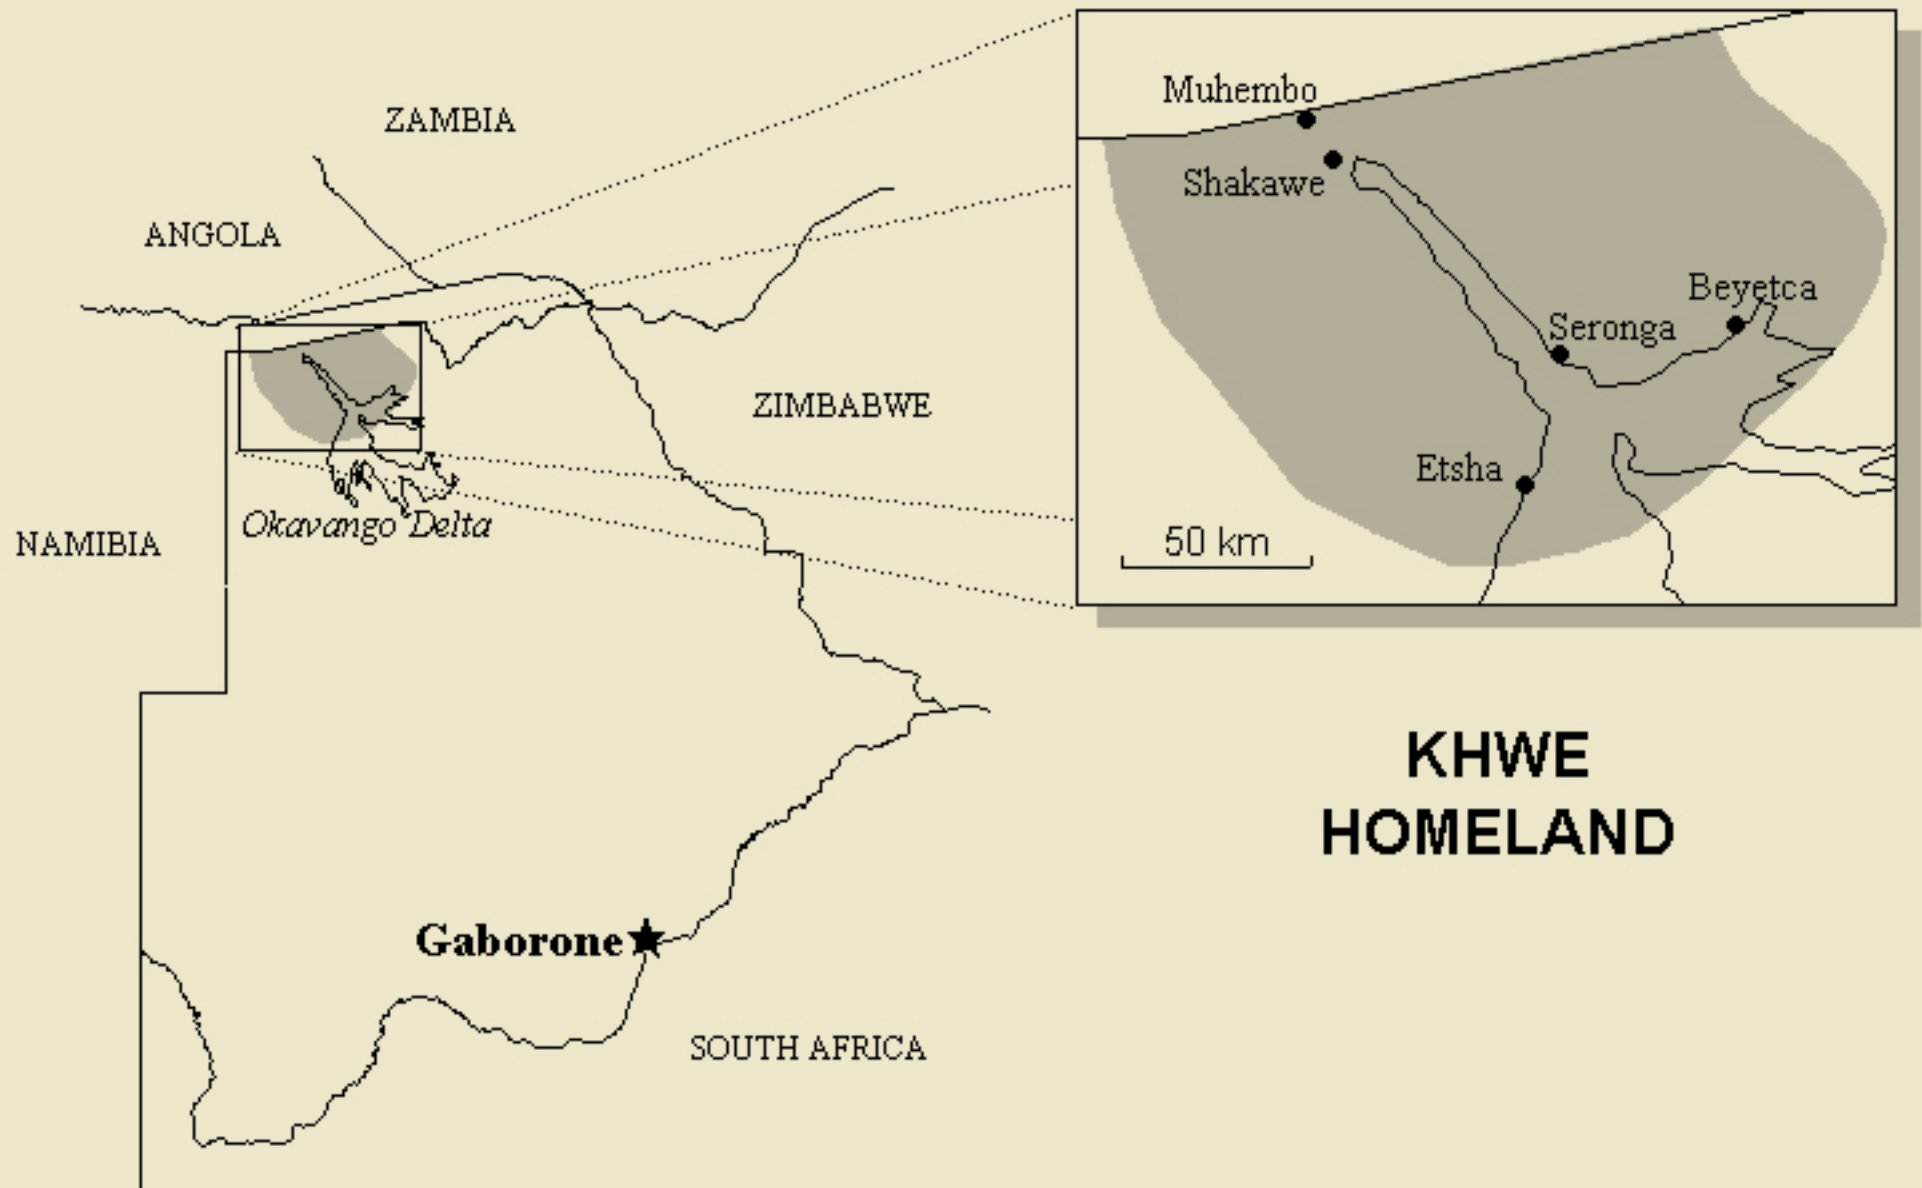 ZAMBIA
ANGOLA
ZIMBABWE
NAMIBIA
Okavango Delta
Gaborone
SOUTH AFRICA
Muhembo
Shakawe
Beyetca
Seronga
Etsha
50 km
KHWE
HOMELAND